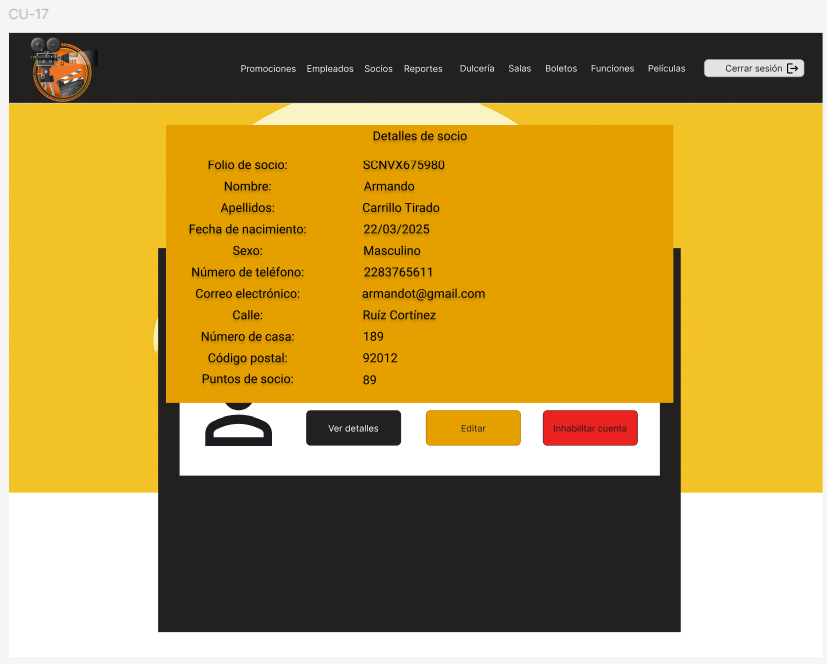 CU-17
Promociones Empleados Socios Reportes Dulcería Salas Boletos Funciones Películas Cerrar sesión
Detalles de socio
Folio de socio: SCNVX675980
Nombre: Armando
Apellidos: Carrillo Tirado
Fecha de nacimiento: 22/03/2025
Sexo: Masculino
Número de teléfono: 2283765611
Correo electrónico: armandot@gmail.com
Calle: Ruíz Cortínez
Número de casa: 189
Código postal: 92012
Puntos de socio: 89
Ver detalles Editar Inhabilitar cuenta